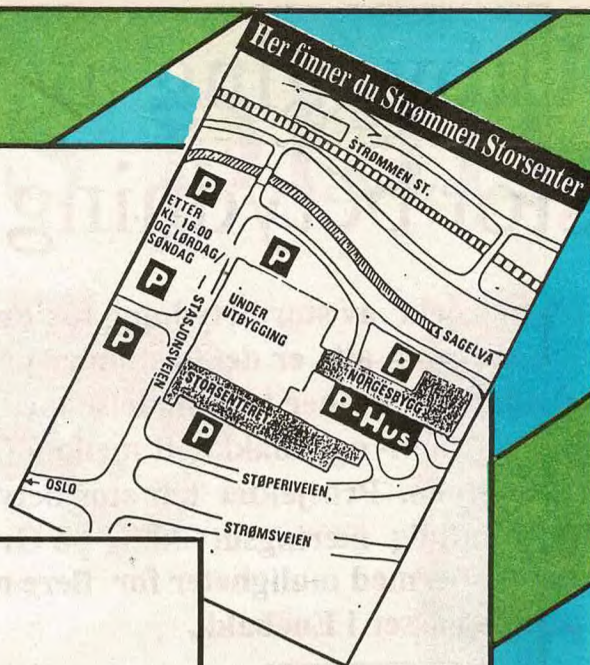 Her finner du Strømmen Storsenter
STRØMMEN ST.
P
ETTER
KL. 16.00
OG LØRDAG/
SØNDAG
P
P
P
STASJONSVEIEN
UNDER
UTBYGGING
SAGELVA
P
NORGESBYGG
P-Hus
STORSENTERET
P
STØPERIVEIEN
← OSLO
STRØMSVEIEN